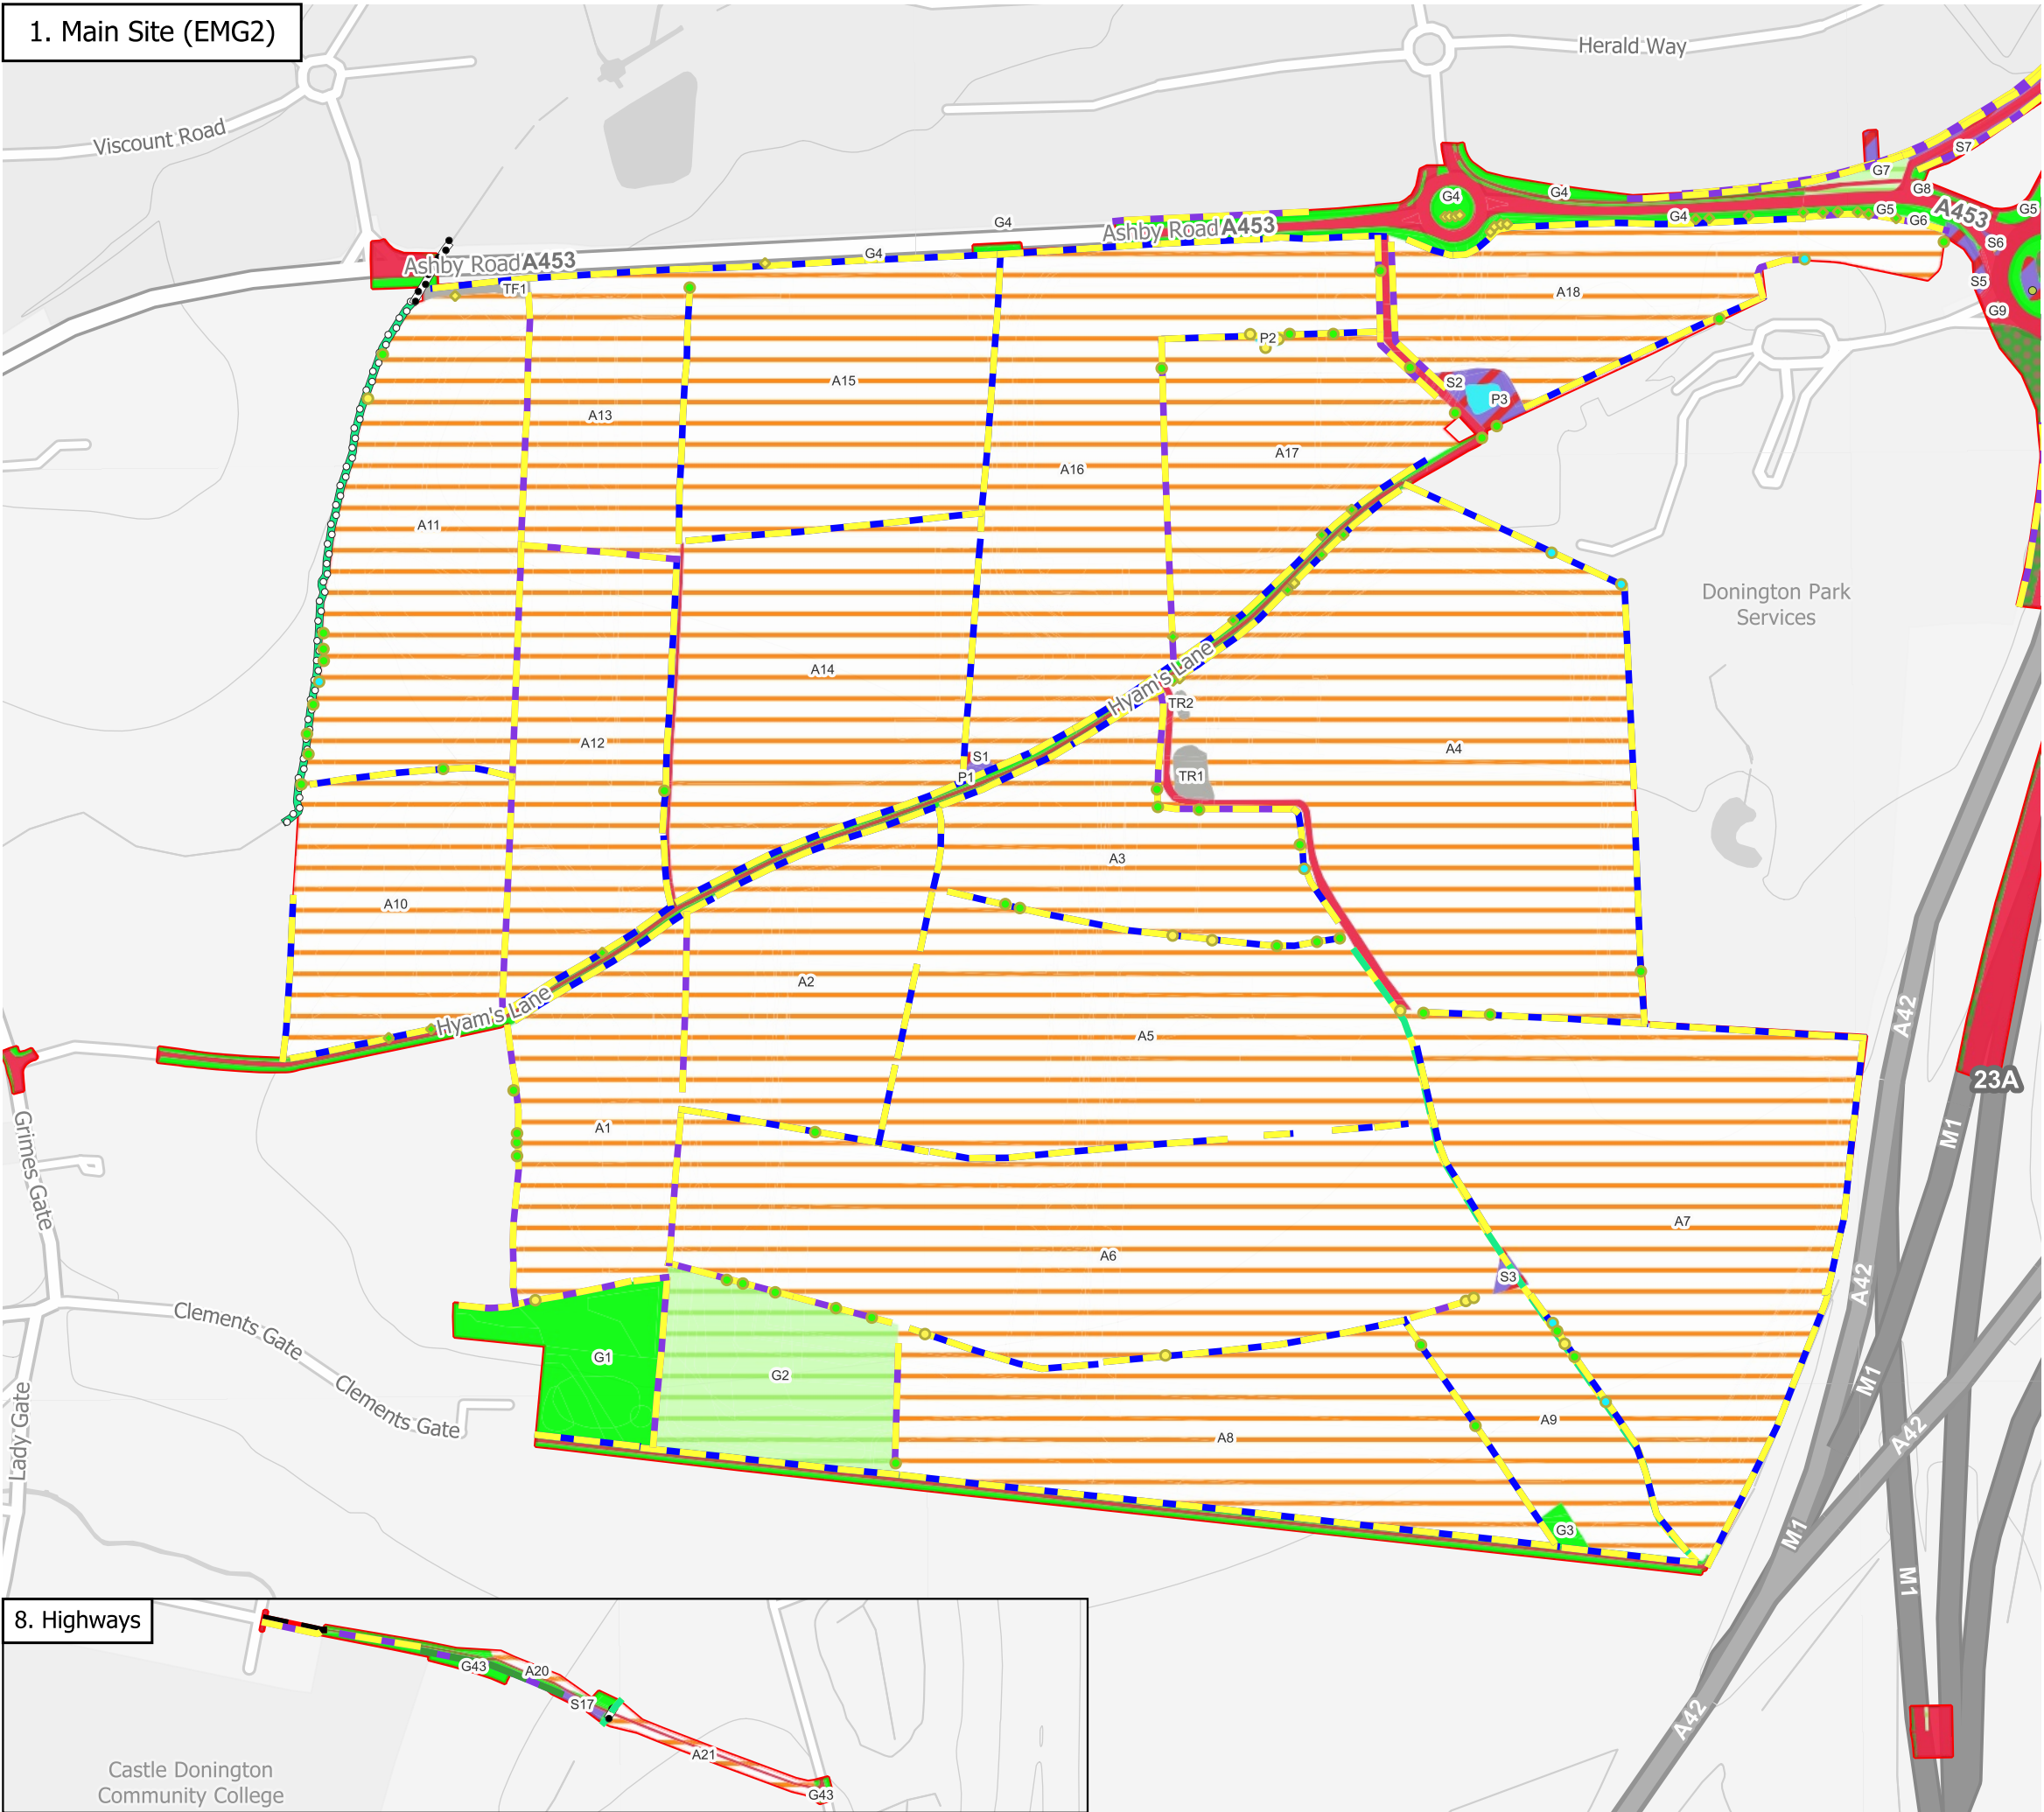 1. Main Site (EMG2)
Herald Way
Viscount Road
S7
G7
G8
G4
G4
G4
G4
G4
G5
G5
G6
A453
Ashby Road A453
Ashby Road A453
S6
S5
G9
TF1
A18
P2
A15
S2
P3
A13
A17
A16
A11
Donington Park
Services
A14
Hyam's Lane
TR2
A12
A4
S1
P1
TR1
A3
A10
A2
Hyam's Lane
A42
A5
23A
A1
M1
Grimes Gate
A7
A6
S3
A42
Clements Gate
G1
G2
M1
Clements Gate
A9
A8
A42
Lady Gate
G3
M1
M1
8. Highways
G43
A20
S17
A42
A21
Castle Donington
Community College
G43